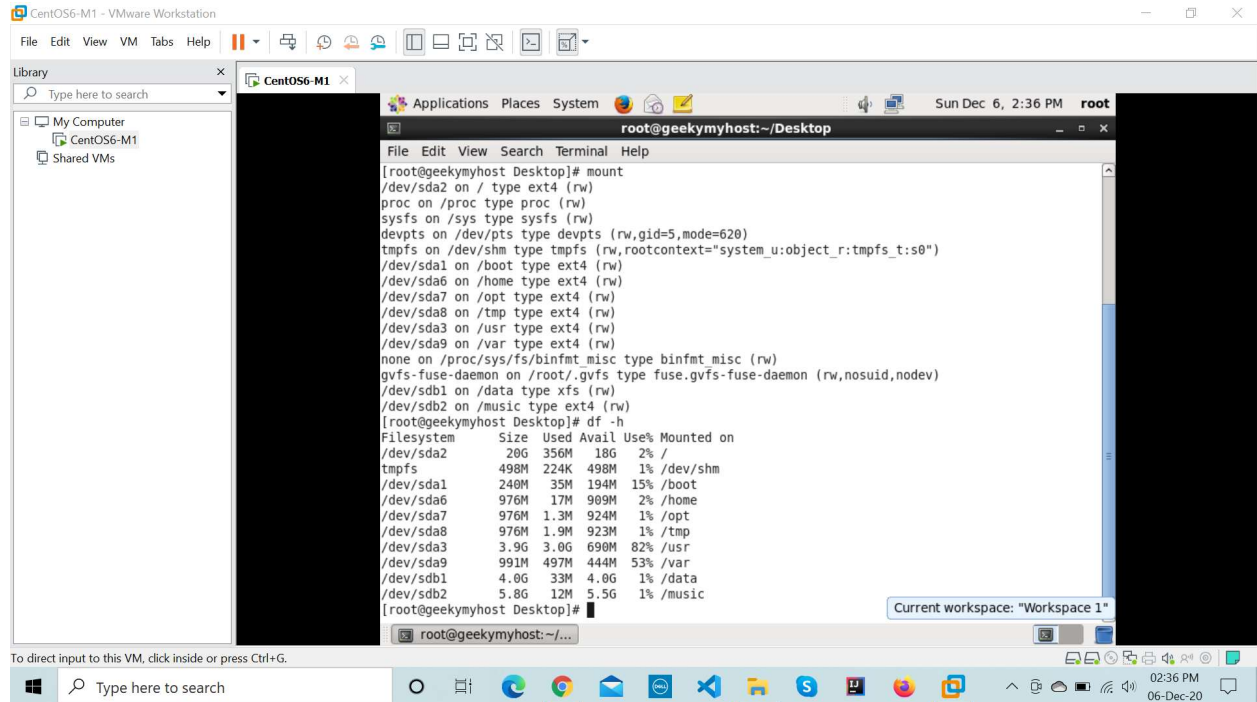 CentOS6-M1 - VMware Workstation
File Edit View VM Tabs Help
Library
Type here to search
My Computer
CentOS6-M1
Shared VMs
CentOS6-M1
Applications Places System Sun Dec 6, 2:36 PM root
root@geekymyhost:~/Desktop
File Edit View Search Terminal Help
[root@geekymyhost Desktop]# mount
/dev/sda2 on / type ext4 (rw)
proc on /proc type proc (rw)
sysfs on /sys type sysfs (rw)
devpts on /dev/pts type devpts (rw,gid=5,mode=620)
tmpfs on /dev/shm type tmpfs (rw,rootcontext="system_u:object_r:tmpfs_t:s0")
/dev/sda1 on /boot type ext4 (rw)
/dev/sda6 on /home type ext4 (rw)
/dev/sda7 on /opt type ext4 (rw)
/dev/sda8 on /tmp type ext4 (rw)
/dev/sda3 on /usr type ext4 (rw)
/dev/sda9 on /var type ext4 (rw)
none on /proc/sys/fs/binfmt_misc type binfmt_misc (rw)
gvfs-fuse-daemon on /root/.gvfs type fuse.gvfs-fuse-daemon (rw,nosuid,nodev)
/dev/sdb1 on /data type xfs (rw)
/dev/sdb2 on /music type ext4 (rw)
[root@geekymyhost Desktop]# df -h
Filesystem Size Used Avail Use% Mounted on
/dev/sda2 20G 356M 18G 2% /
tmpfs 498M 224K 498M 1% /dev/shm
/dev/sda1 240M 35M 194M 15% /boot
/dev/sda6 976M 17M 909M 2% /home
/dev/sda7 976M 1.3M 924M 1% /opt
/dev/sda8 976M 1.9M 923M 1% /tmp
/dev/sda3 3.9G 3.0G 690M 82% /usr
/dev/sda9 991M 497M 444M 53% /var
/dev/sdb1 4.0G 33M 4.0G 1% /data
/dev/sdb2 5.8G 12M 5.5G 1% /music
[root@geekymyhost Desktop]#
Current workspace: "Workspace 1"
root@geekymyhost:~/...
To direct input to this VM, click inside or press Ctrl+G.
Type here to search
DELL
02:36 PM
06-Dec-20